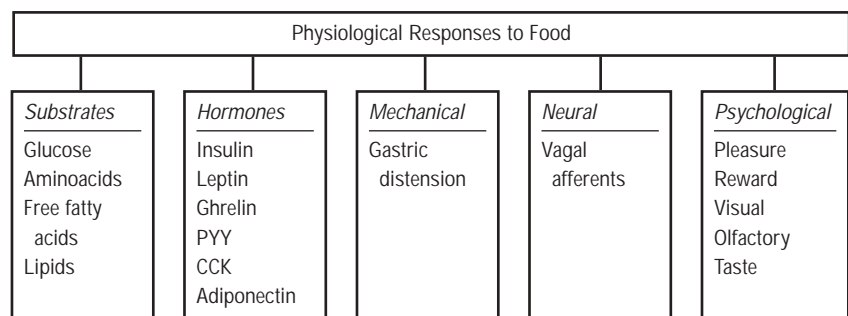 Physiological Responses to Food
Substrates
Glucose
Aminoacids
Free fatty
acids
Lipids
Hormones
Insulin
Leptin
Ghrelin
PYY
CCK
Adiponectin
Mechanical
Gastric
distension
Neural
Vagal
afferents
Psychological
Pleasure
Reward
Visual
Olfactory
Taste